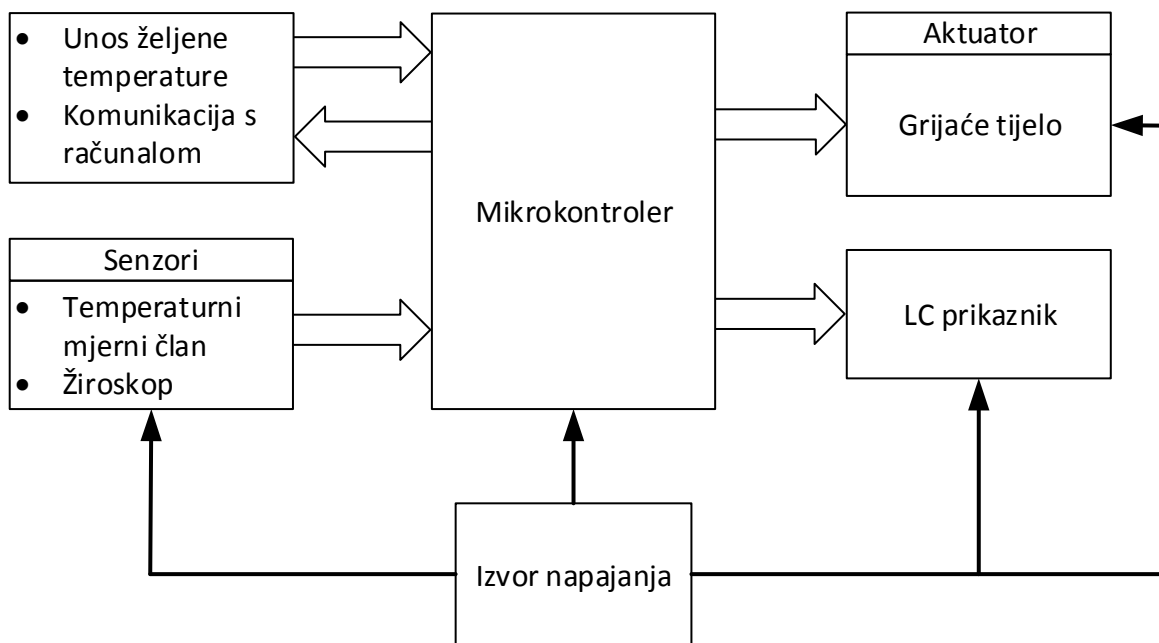 • Unos željene
temperature
• Komunikacija s
računalom
Senzori
• Temperaturni
mjerni član
• Žiroskop
Mikrokontroler
Aktuator
Grijaće tijelo
LC prikaznik
Izvor napajanja